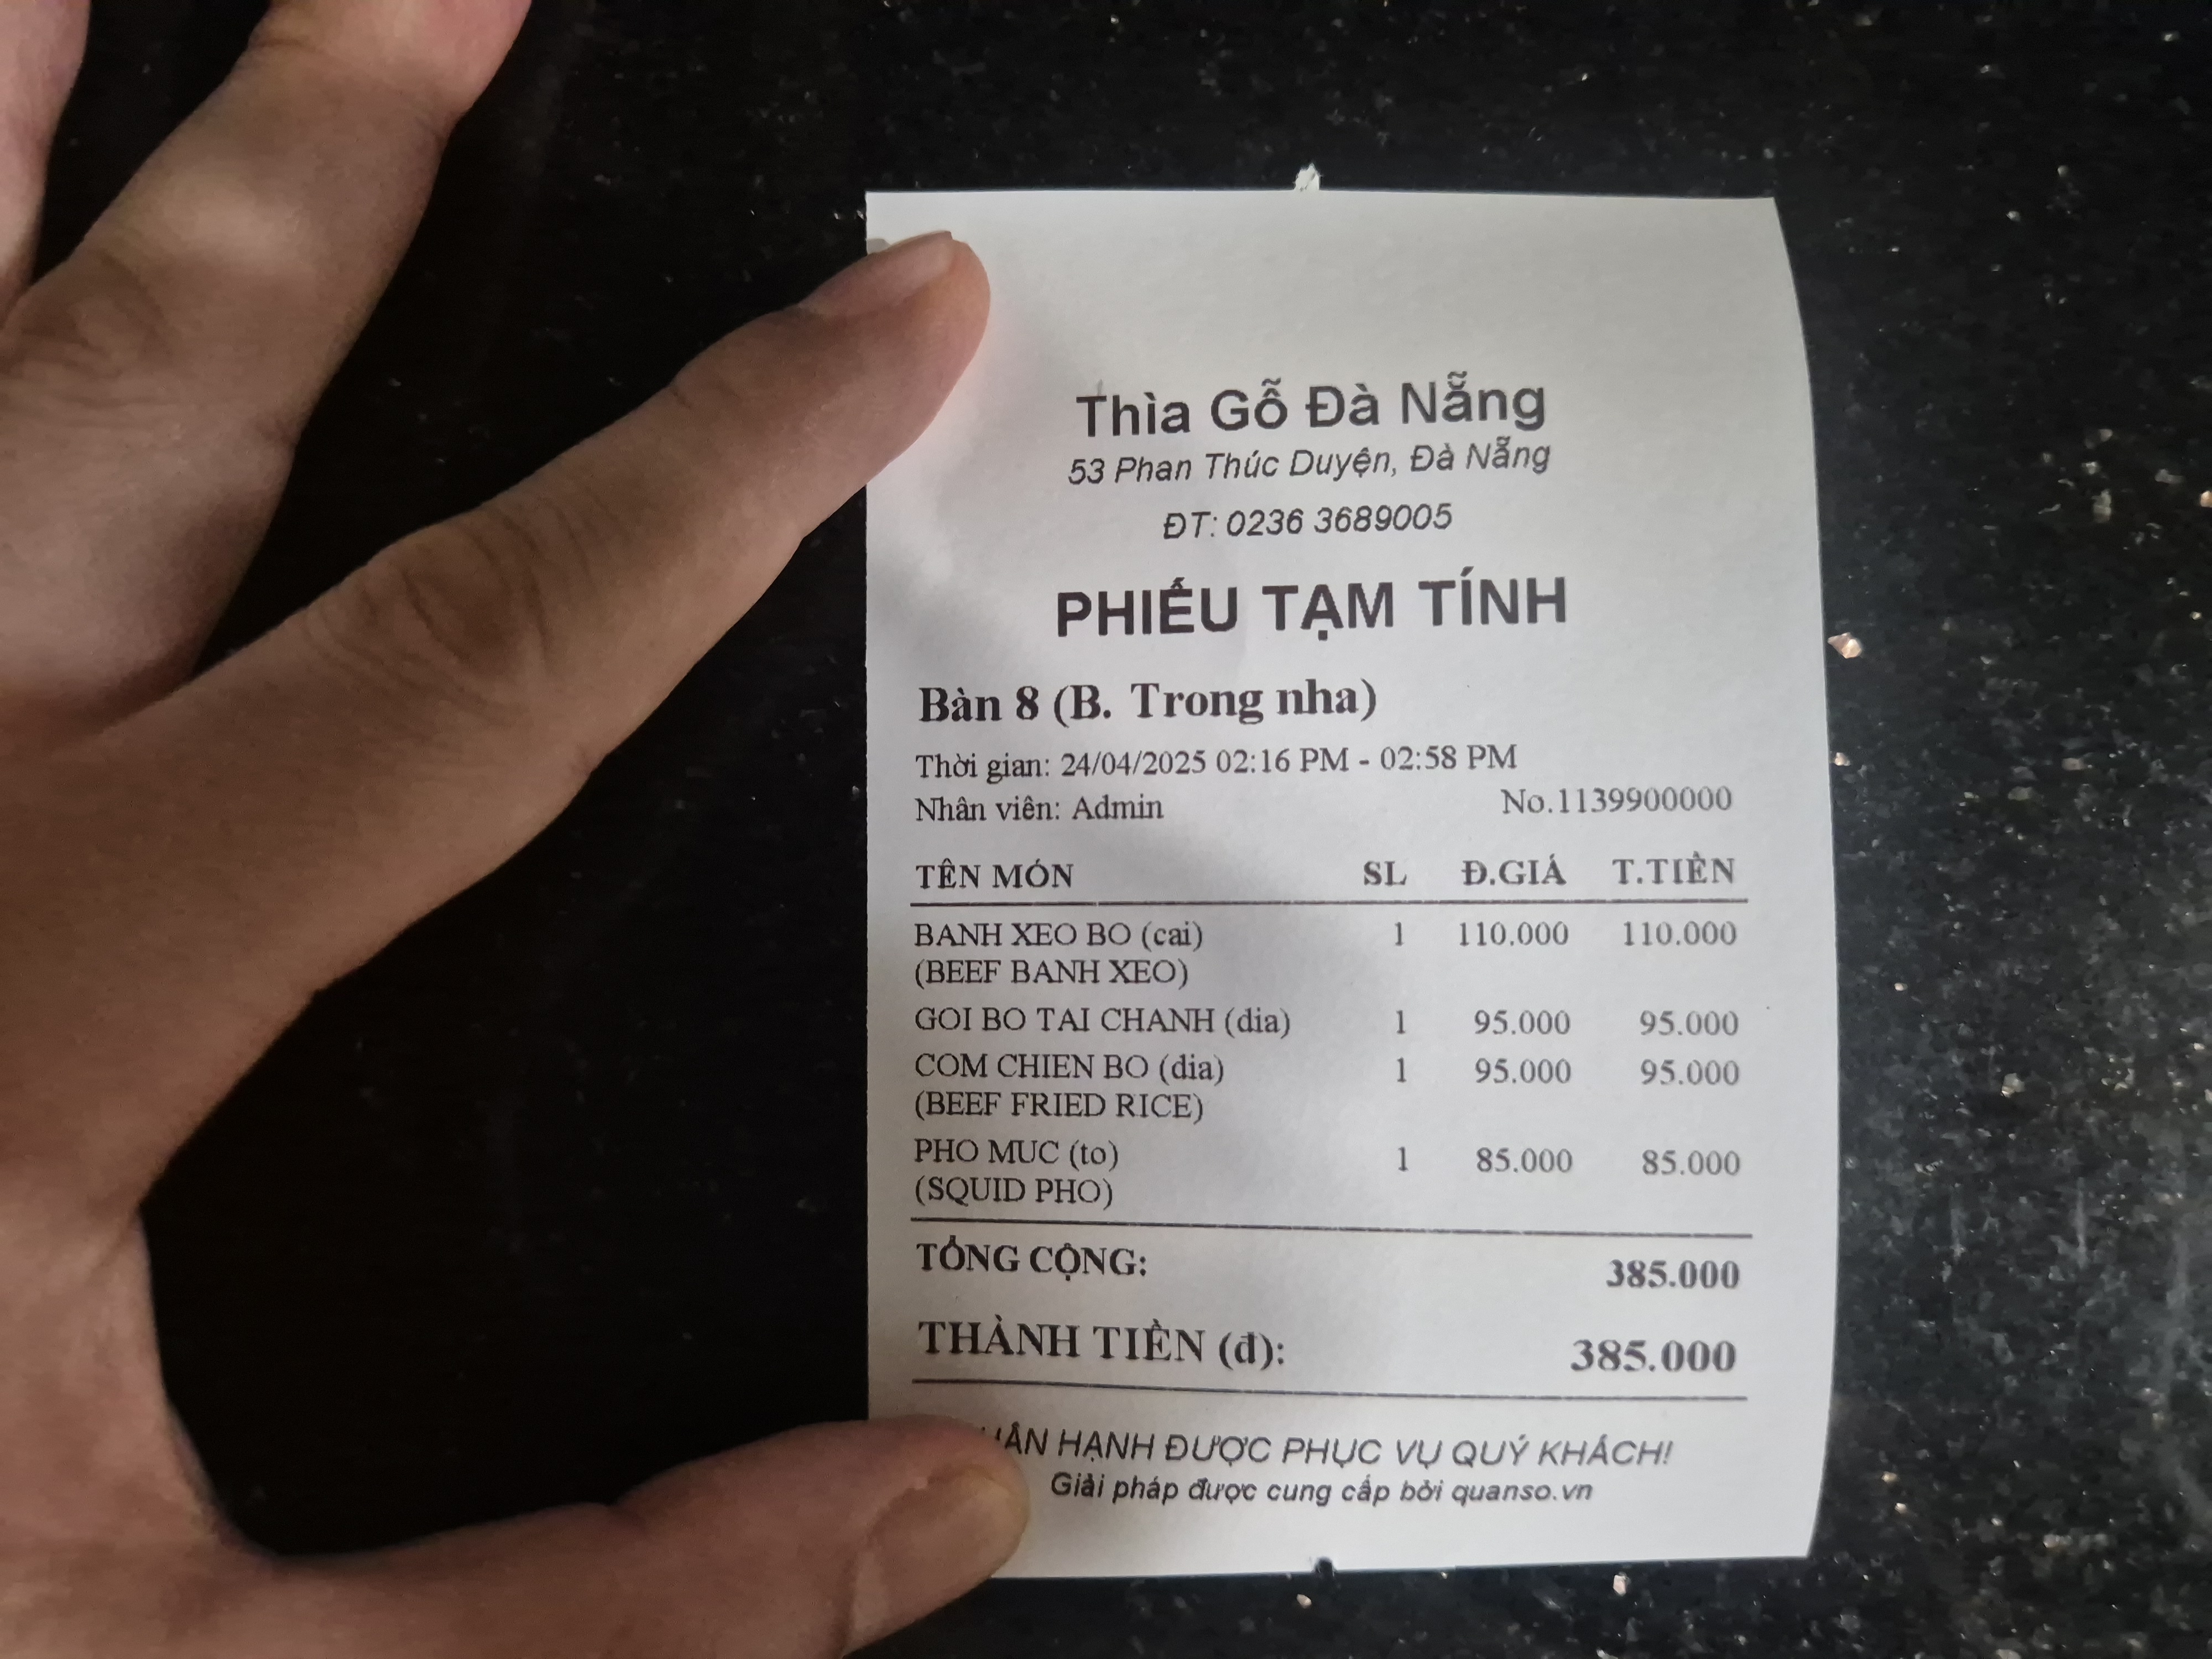 Thìa Gỗ Đà Nẵng
53 Phan Thúc Duyện, Đà Nẵng
ĐT: 0236 3689005
PHIẾU TẠM TÍNH
Bàn 8 (B. Trong nha)
Thời gian: 24/04/2025 02:16 PM - 02:58 PM
Nhân viên: Admin No.1139900000
TÊN MÓN SL Đ.GIÁ T.TIỀN
BANH XEO BO (cai) 1 110.000 110.000
(BEEF BANH XEO)
GOI BO TAI CHANH (dia) 1 95.000 95.000
COM CHIEN BO (dia) 1 95.000 95.000
(BEEF FRIED RICE)
PHO MUC (to) 1 85.000 85.000
(SQUID PHO)
TỔNG CỘNG: 385.000
THÀNH TIỀN (đ): 385.000
HẠNH ĐƯỢC PHỤC VỤ QUÝ KHÁCH!
Giải pháp được cung cấp bởi quanso.vn